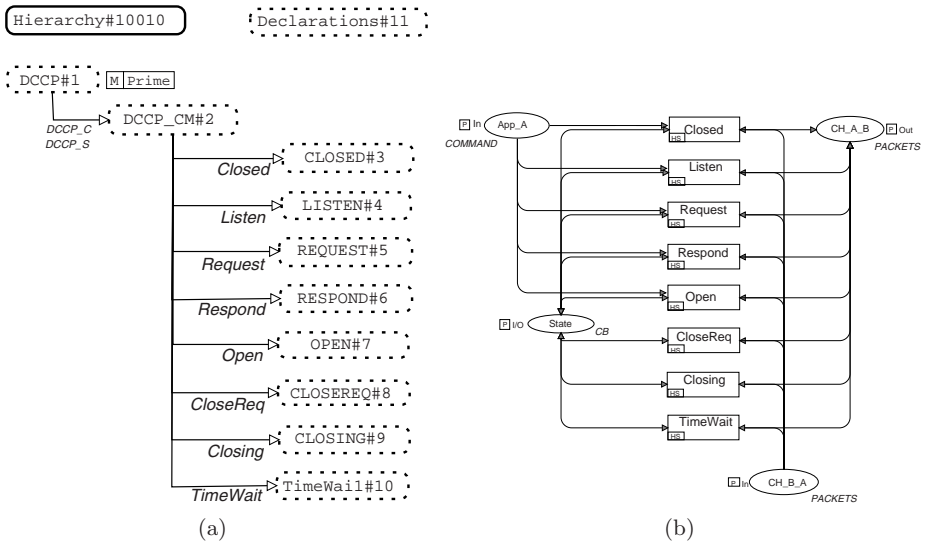 Hierarchy#10010
Declarations#11
DCCP#1
M Prime
DCCP_C
DCCP_S
DCCP_CM#2
CLOSED#3
Closed
LISTEN#4
Listen
REQUEST#5
Request
RESPOND#6
Respond
OPEN#7
Open
CLOSEREQ#8
CloseReq
CLOSING#9
Closing
TimeWai1#10
TimeWait
(a)
P In
App_A
COMMAND
Closed
HS
CH_A_B
P Out
PACKETS
Listen
HS
Request
HS
Respond
HS
Open
HS
P I/O
State
CB
CloseReq
HS
Closing
HS
TimeWait
HS
P In
CH_B_A
PACKETS
(b)